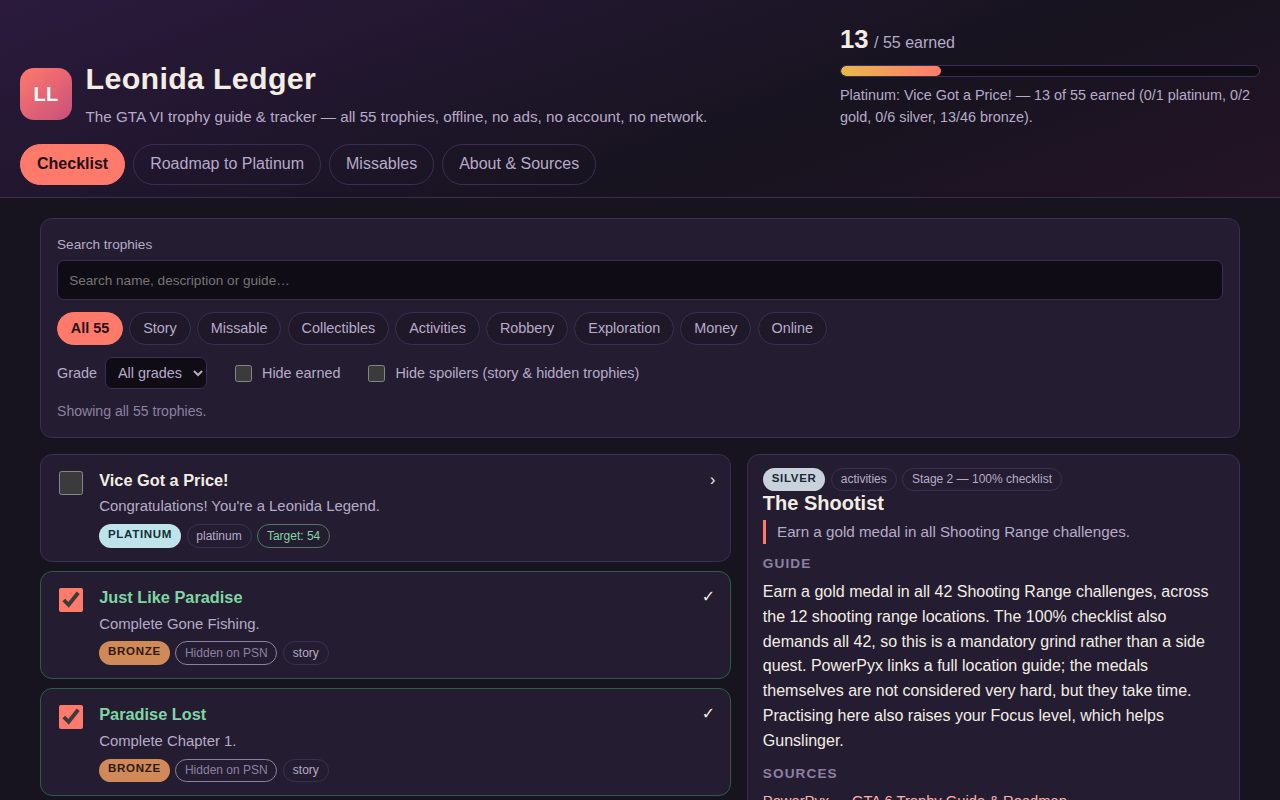 LL
Leonida Ledger
The GTA VI trophy guide & tracker — all 55 trophies, offline, no ads, no account, no network.
13 / 55 earned
Platinum: Vice Got a Price! — 13 of 55 earned (0/1 platinum, 0/2
gold, 0/6 silver, 13/46 bronze).
Checklist Roadmap to Platinum Missables About & Sources
Search trophies
Search name, description or guide…
All 55 Story Missable Collectibles Activities Robbery Exploration Money Online
Grade All grades Hide earned Hide spoilers (story & hidden trophies)
Showing all 55 trophies.
Vice Got a Price! ›
Congratulations! You're a Leonida Legend.
PLATINUM platinum Target: 54
Just Like Paradise ✓
Complete Gone Fishing.
BRONZE Hidden on PSN story
Paradise Lost ✓
Complete Chapter 1.
BRONZE Hidden on PSN story
SILVER activities Stage 2 — 100% checklist
The Shootist
Earn a gold medal in all Shooting Range challenges.
GUIDE
Earn a gold medal in all 42 Shooting Range challenges, across
the 12 shooting range locations. The 100% checklist also
demands all 42, so this is a mandatory grind rather than a side
quest. PowerPyx links a full location guide; the medals
themselves are not considered very hard, but they take time.
Practising here also raises your Focus level, which helps
Gunslinger.
SOURCES
PowerPyx — GTA 6 Trophy Guide & Roadmap